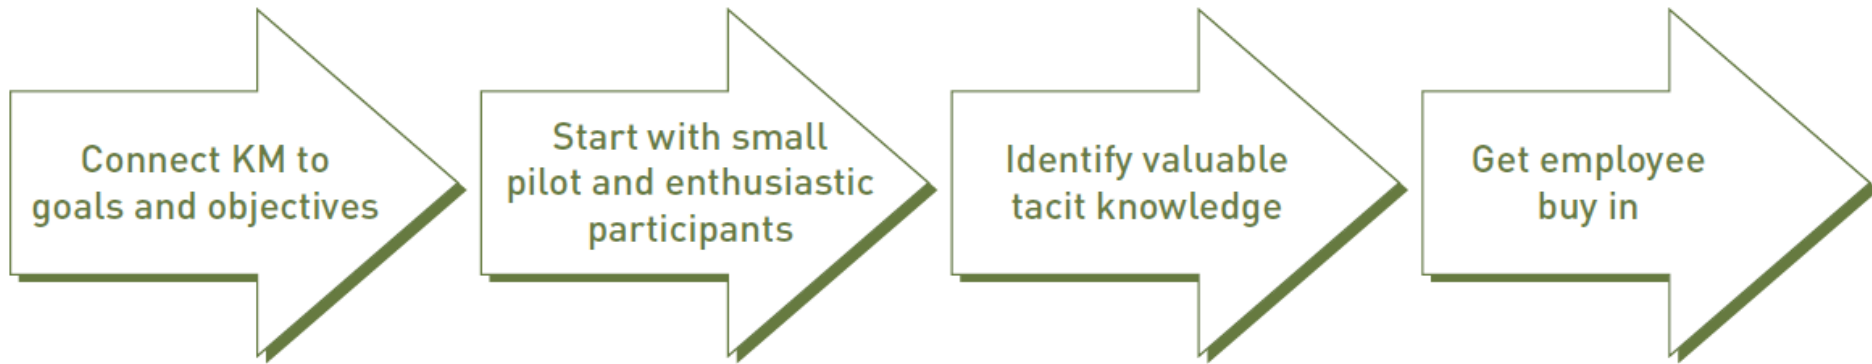 Connect KM to
goals and objectives
Start with small
pilot and enthusiastic
participants
Identify valuable
tacit knowledge
Get employee
buy in